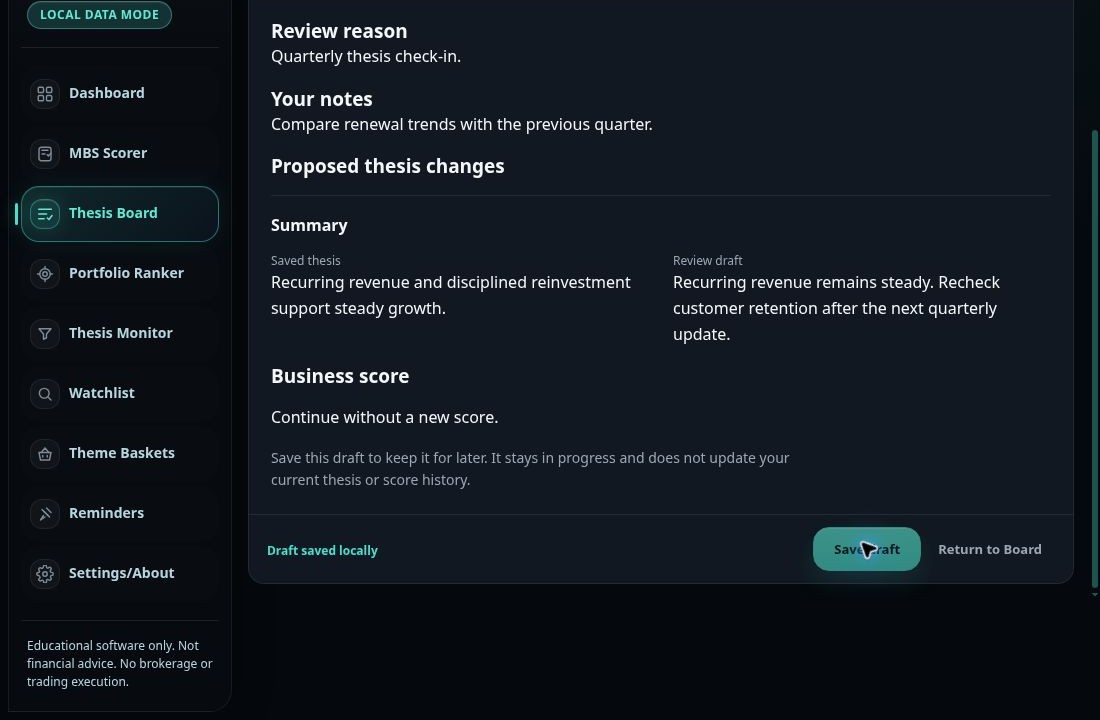 LOCAL DATA MODE
Dashboard
MBS Scorer
Thesis Board
Portfolio Ranker
Thesis Monitor
Watchlist
Theme Baskets
Reminders
Settings/About
Educational software only. Not
financial advice. No brokerage or
trading execution.
Review reason
Quarterly thesis check-in.
Your notes
Compare renewal trends with the previous quarter.
Proposed thesis changes
Summary
Saved thesis
Recurring revenue and disciplined reinvestment
support steady growth.
Review draft
Recurring revenue remains steady. Recheck
customer retention after the next quarterly
update.
Business score
Continue without a new score.
Save this draft to keep it for later. It stays in progress and does not update your
current thesis or score history.
Draft saved locally
Save draft
Return to Board